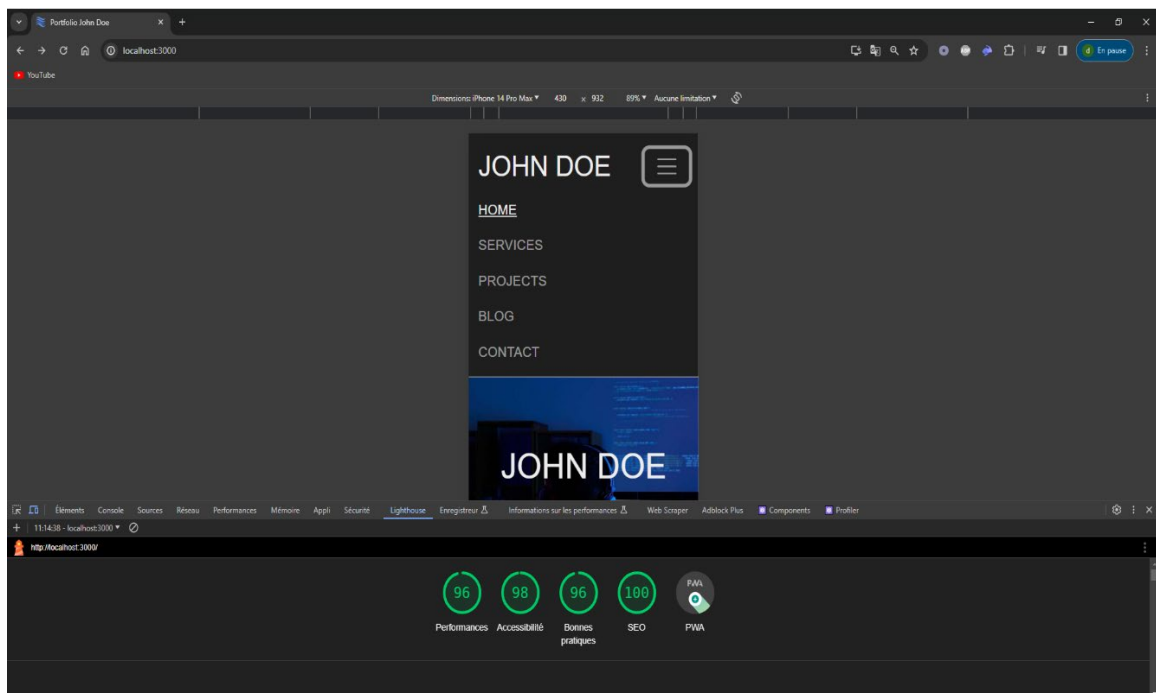 Portfolio John Doe
localhost:3000
d En pause
YouTube
Dimensions: iPhone 14 Pro Max 430 x 932 89% Aucune limitation
JOHN DOE
HOME
SERVICES
PROJECTS
BLOG
CONTACT
JOHN DOE
Éléments Console Sources Réseau Performances Mémoire Appli Sécurité Lighthouse Enregistreur Informations sur les performances Web Scraper Adblock Plus Components Profiler
11:14:38 - localhost:3000
http://localhost:3000/
96 98 96 100 PWA
Performances Accessibilité Bonnes pratiques SEO PWA